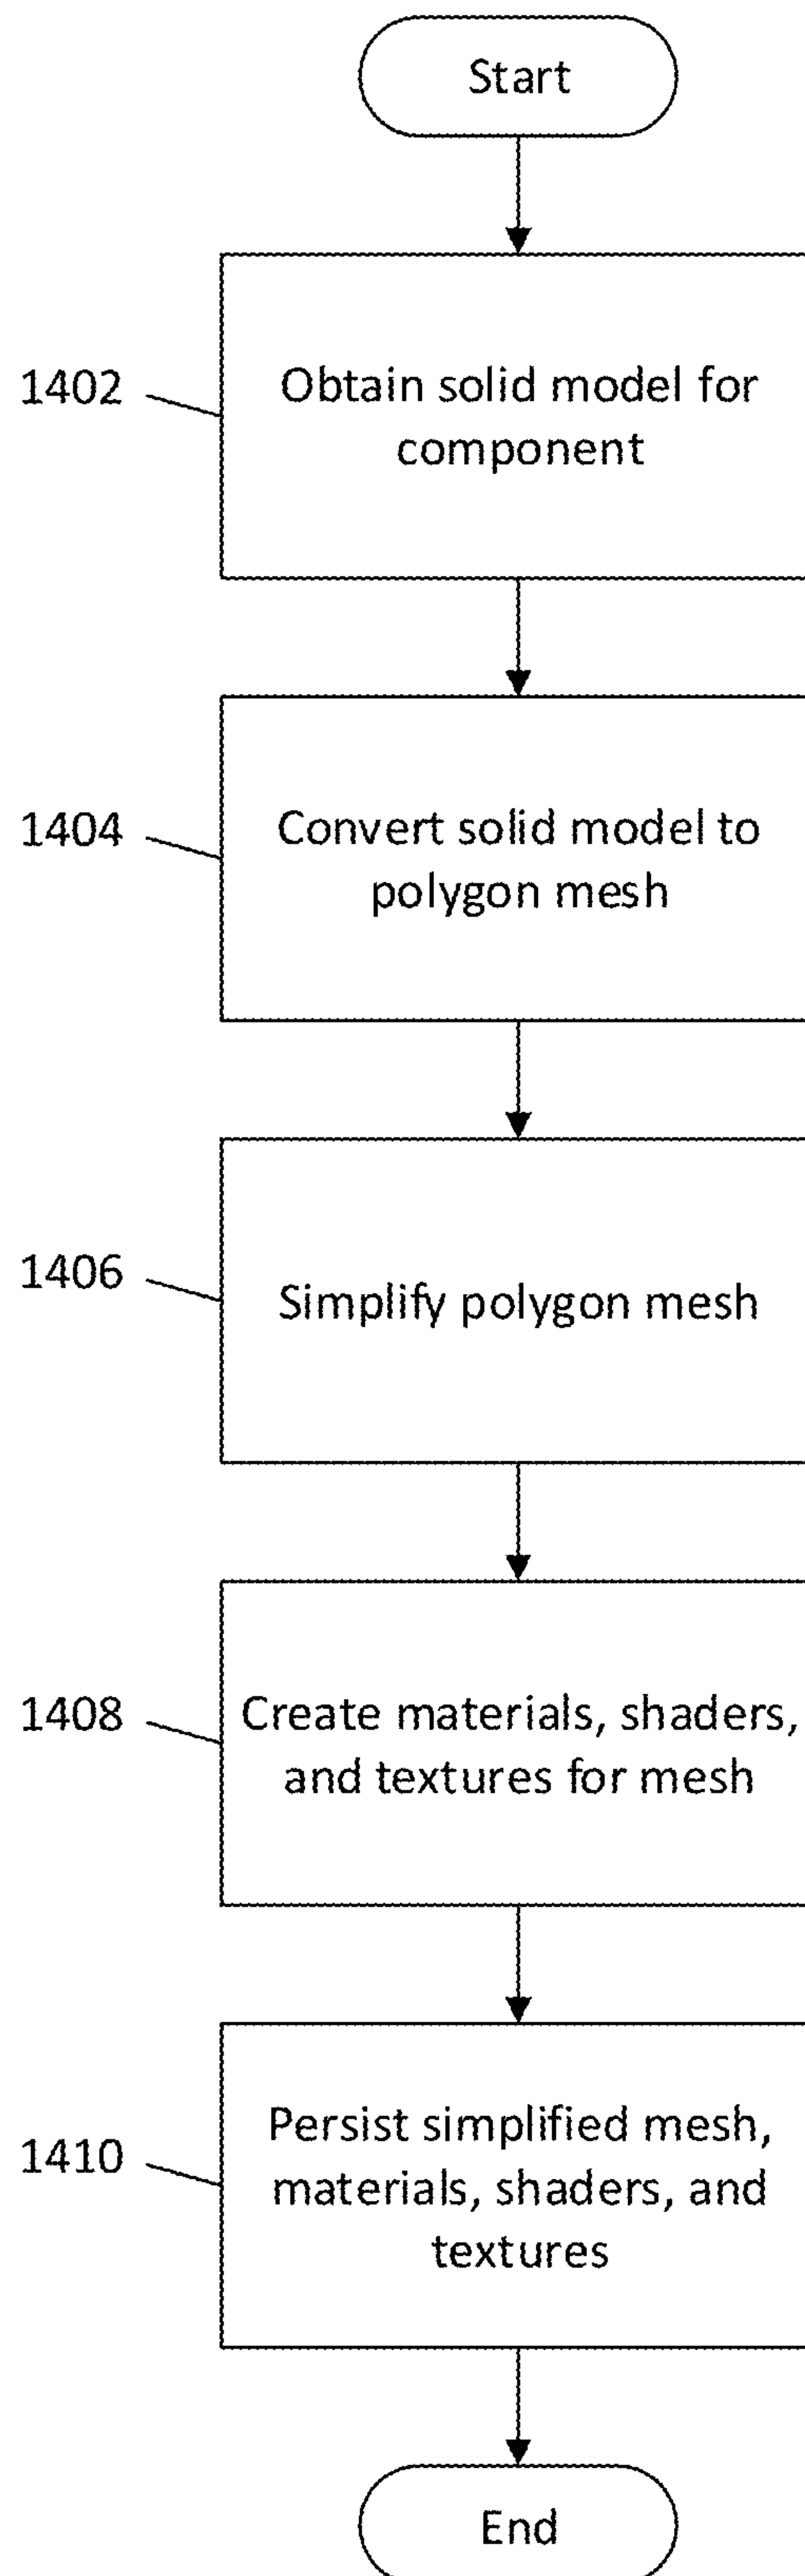 Start
1402
Obtain solid model for
component
1404
Convert solid model to
polygon mesh
1406
Simplify polygon mesh
1408
Create materials, shaders,
and textures for mesh
1410
Persist simplified mesh,
materials, shaders, and
textures
End